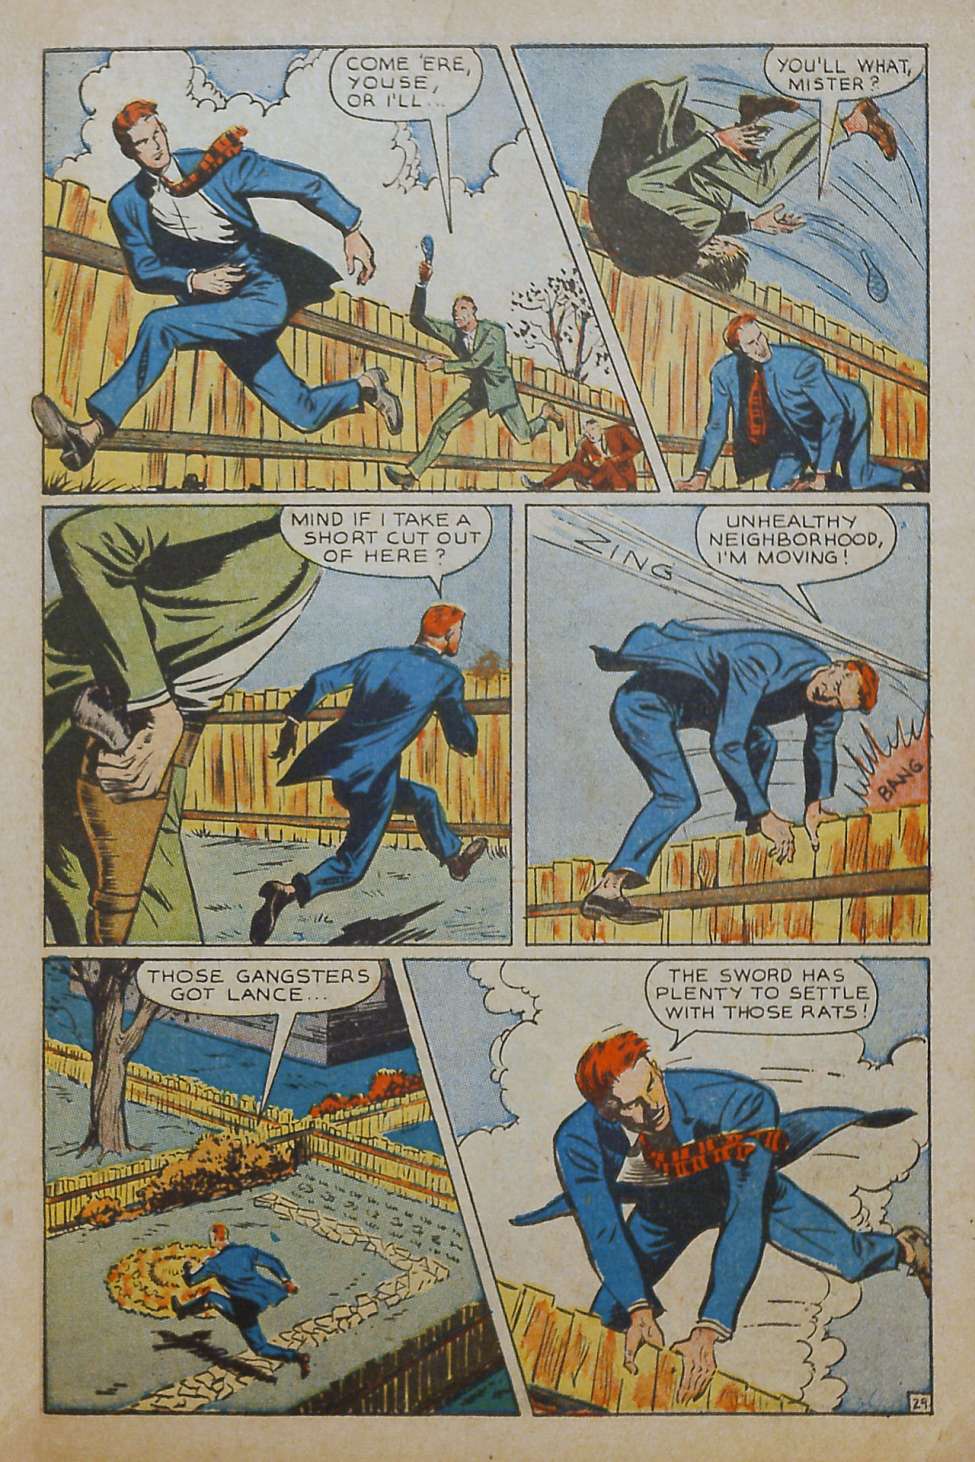 COME 'ERE,
YOUSE,
OR I'LL...
YOU'LL WHAT,
MISTER?
MIND IF I TAKE A
SHORT CUT OUT
OF HERE?
ZING
UNHEALTHY
NEIGHBORHOOD,
I'M MOVING!
BANG
THOSE GANGSTERS
GOT LANCE...
THE SWORD HAS
PLENTY TO SETTLE
WITH THOSE RATS!
29